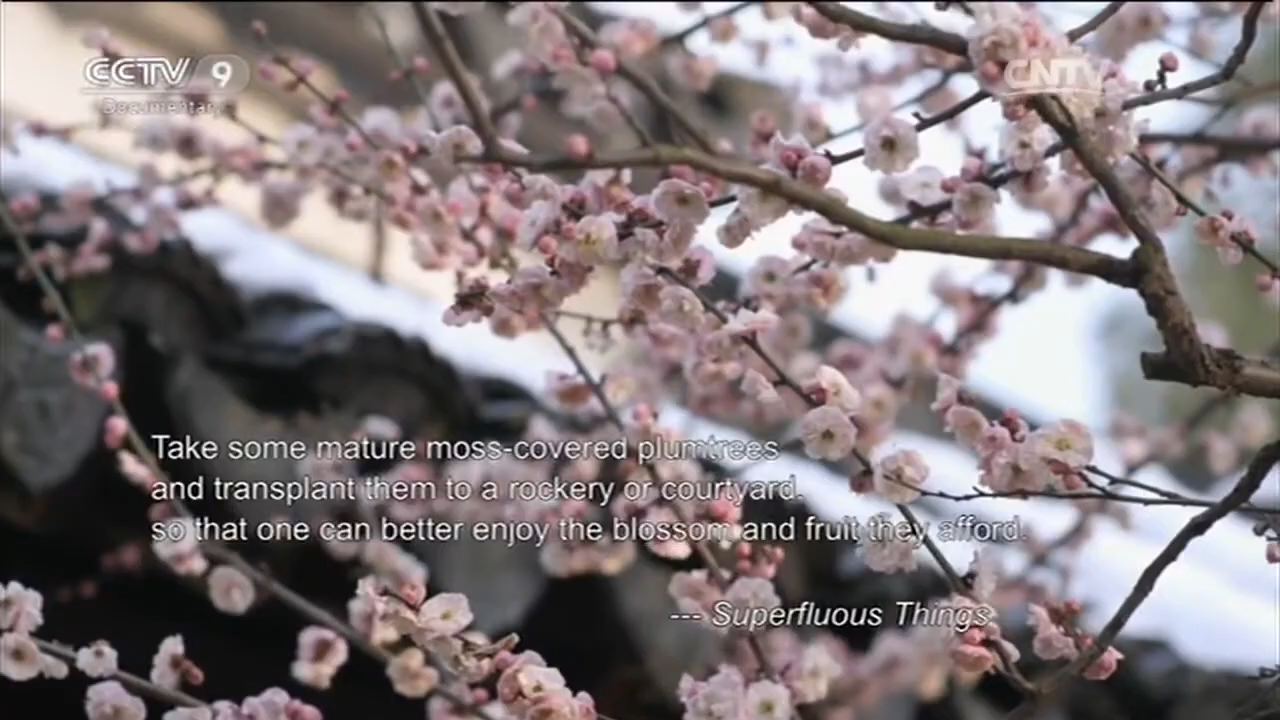 CCTV 9
Documentary
CNTV
Take some mature moss-covered plumtrees
and transplant them to a rockery or courtyard.
so that one can better enjoy the blossom and fruit they afford.
--- Superfluous Things